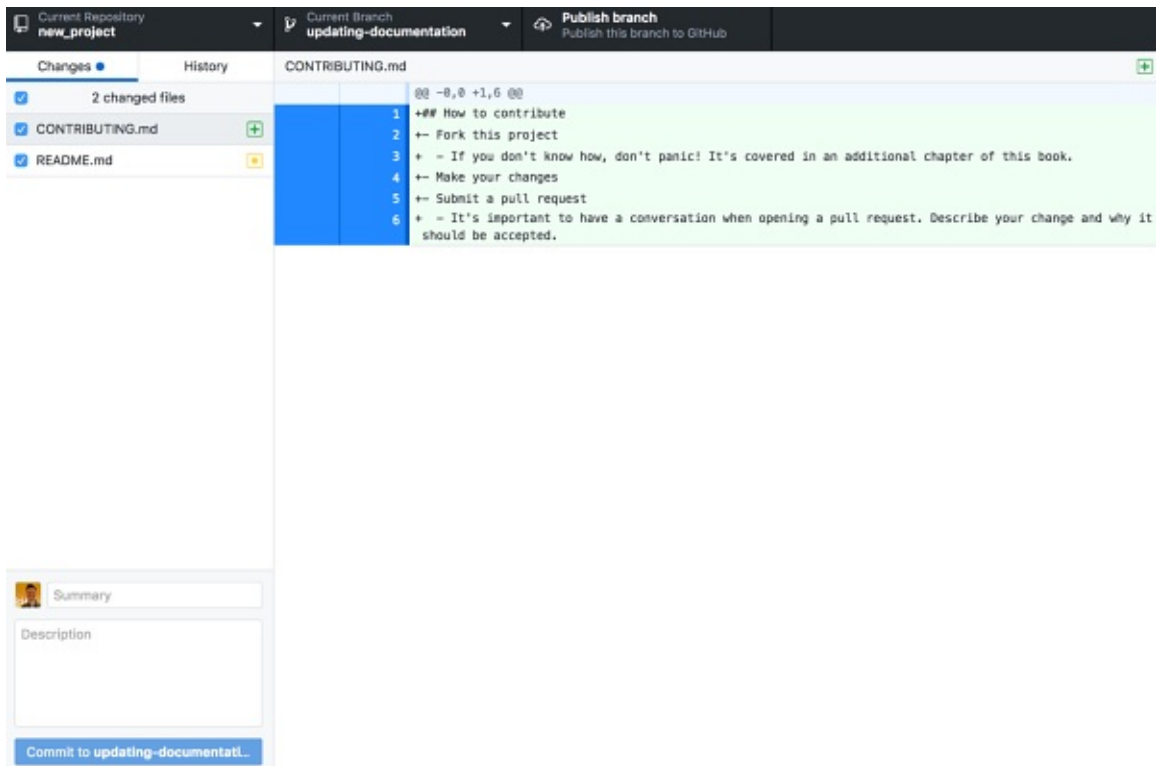 Current Repository
new_project
Current Branch
updating-documentation
Publish branch
Publish this branch to GitHub
Changes
History
CONTRIBUTING.md
2 changed files
CONTRIBUTING.md
README.md
@@ -0,0 +1,6 @@
1 +## How to contribute
2 +- Fork this project
3 +  - If you don't know how, don't panic! It's covered in an additional chapter of this book.
4 +- Make your changes
5 +- Submit a pull request
6 +  - It's important to have a conversation when opening a pull request. Describe your change and why it
should be accepted.
Summary
Description
Commit to updating-documentati...